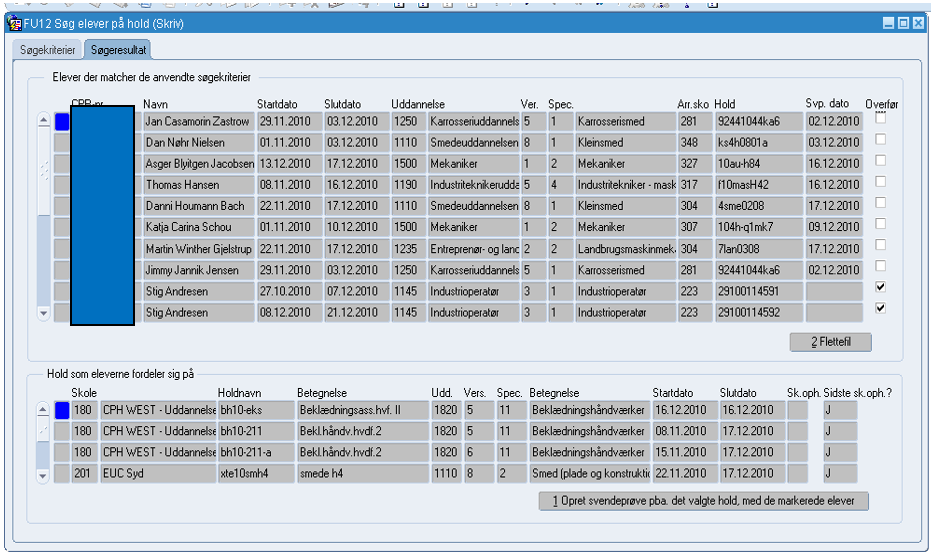 FU12 Søg elever på hold (Skriv)
Søgekriterier Søgeresultat
Elever der matcher de anvendte søgekriterier
Navn Startdato Slutdato Uddannelse Ver. Spec. Arr.sko Hold Svp. dato Overfør
Jan Casamorin Zastrow 29.11.2010 03.12.2010 1250 Karrosseriuddannels 5 1 Karrosserismed 281 92441044ka6 02.12.2010
Dan Nøhr Nielsen 01.11.2010 03.12.2010 1110 Smedeuddannelsen 8 1 Kleinsmed 348 ks4h0801a 03.12.2010
Asger Blyitgen Jacobsen 13.12.2010 17.12.2010 1500 Mekaniker 1 2 Mekaniker 327 10au-h84 16.12.2010
Thomas Hansen 08.11.2010 16.12.2010 1190 Industriteknikerudda 5 4 Industritekniker - mask 317 f10masH42 16.12.2010
Danni Houmann Bach 22.11.2010 17.12.2010 1110 Smedeuddannelsen 8 1 Kleinsmed 304 4sme0208 17.12.2010
Katja Carina Schou 01.11.2010 10.12.2010 1500 Mekaniker 1 2 Mekaniker 307 104h-q1mk7 09.12.2010
Martin Winther Gjelstrup 22.11.2010 17.12.2010 1235 Entreprenør- og land 2 2 Landbrugsmaskinmek 304 7lan0308 17.12.2010
Jimmy Jannik Jensen 29.11.2010 03.12.2010 1250 Karrosseriuddannels 5 1 Karrosserismed 281 92441044ka6 02.12.2010
Stig Andresen 27.10.2010 07.12.2010 1145 Industrioperatør 3 1 Industrioperatør 223 29100114591
Stig Andresen 08.12.2010 21.12.2010 1145 Industrioperatør 3 1 Industrioperatør 223 29100114592
2 Flettefil
Hold som eleverne fordeler sig på
Skole Holdnavn Betegnelse Udd. Vers. Spec. Betegnelse Startdato Slutdato Sk.oph. Sidste sk.oph.?
180 CPH WEST - Uddannelse bh10-eks Beklædningsass.hvf. II 1820 5 11 Beklædningshåndværker 16.12.2010 16.12.2010 J
180 CPH WEST - Uddannelse bh10-211 Bekl.håndv.hvdf.2 1820 5 11 Beklædningshåndværker 08.11.2010 17.12.2010 J
180 CPH WEST - Uddannelse bh10-211-a Bekl.håndv.hvdf.2 1820 6 11 Beklædningshåndværker 15.11.2010 17.12.2010 J
201 EUC Syd xte10smh4 smede h4 1110 8 2 Smed (plade og konstruktio 22.11.2010 17.12.2010 J
1 Opret svendeprøve pba. det valgte hold, med de markerede elever